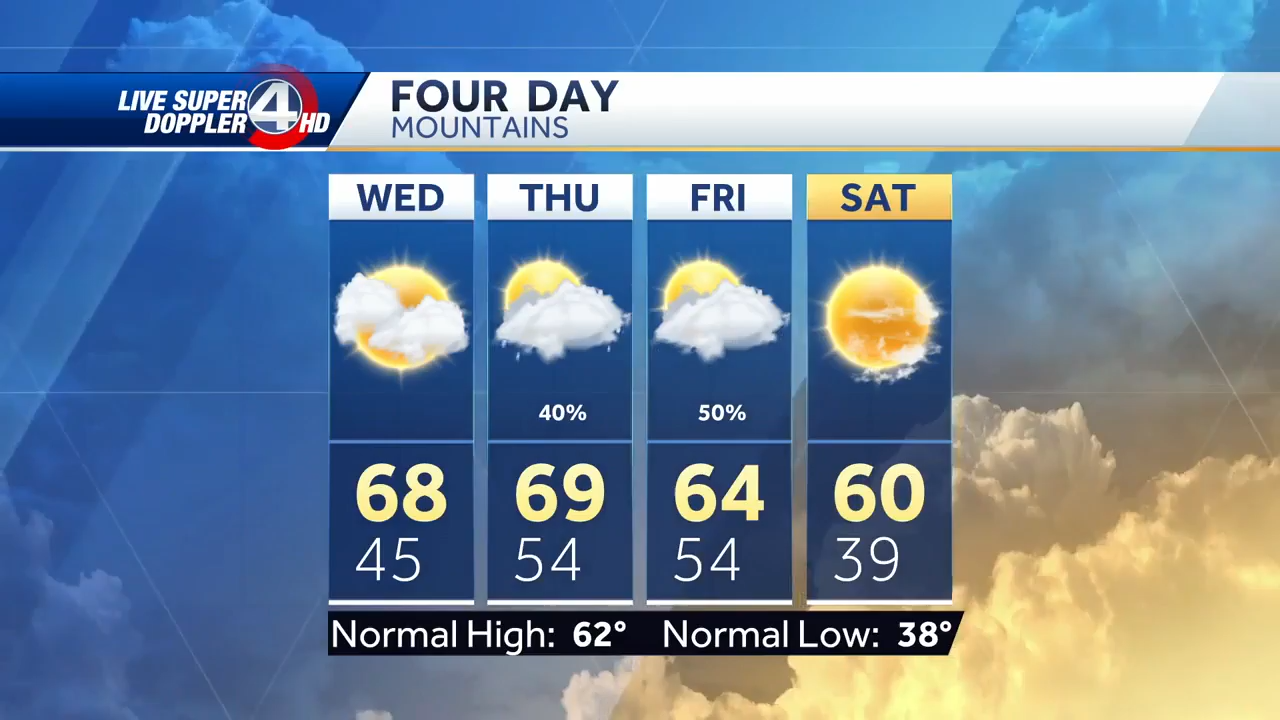 LIVE SUPER
DOPPLER 4 HD
FOUR DAY
MOUNTAINS
WED THU FRI SAT
40% 50%
68 69 64 60
45 54 54 39
Normal High: 62° Normal Low: 38°